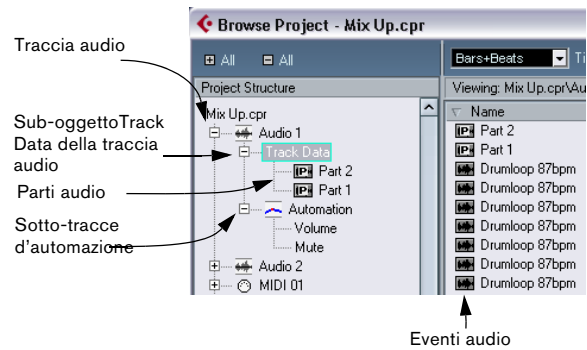 Browse Project - Mix Up.cpr
Traccia audio
All All
Bars+Beats Ti
Project Structure
Viewing: Mix Up.cpr\Au
Mix Up.cpr
Name
Audio 1
Part 2
Sub-oggettoTrack
Data della traccia
audio
Track Data
Part 1
Part 2
Drumloop 87bpm
Parti audio
Part 1
Drumloop 87bpm
Sotto-tracce
d'automazione
Automation
Drumloop 87bpm
Volume
Drumloop 87bpm
Mute
Drumloop 87bpm
Audio 2
Drumloop 87bpm
MIDI 01
Drumloop 87bpm
Eventi audio